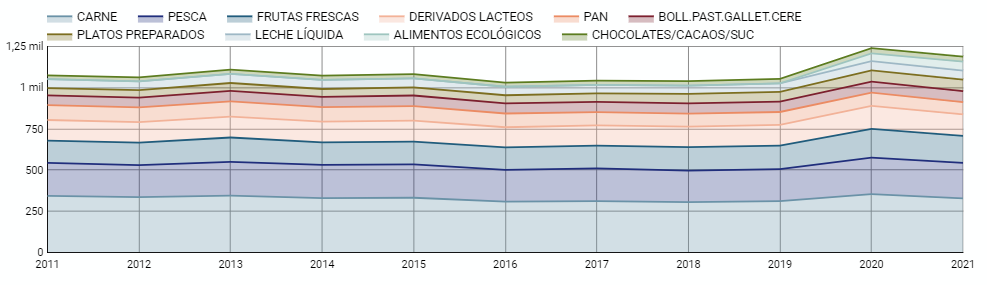 CARNE PESCA FRUTAS FRESCAS DERIVADOS LACTEOS PAN BOLL.PAST.GALLET.CERE
PLATOS PREPARADOS LECHE LÍQUIDA ALIMENTOS ECOLÓGICOS CHOCOLATES/CACAOS/SUC
1,25 mil
1 mil
750
500
250
0
2011 2012 2013 2014 2015 2016 2017 2018 2019 2020 2021